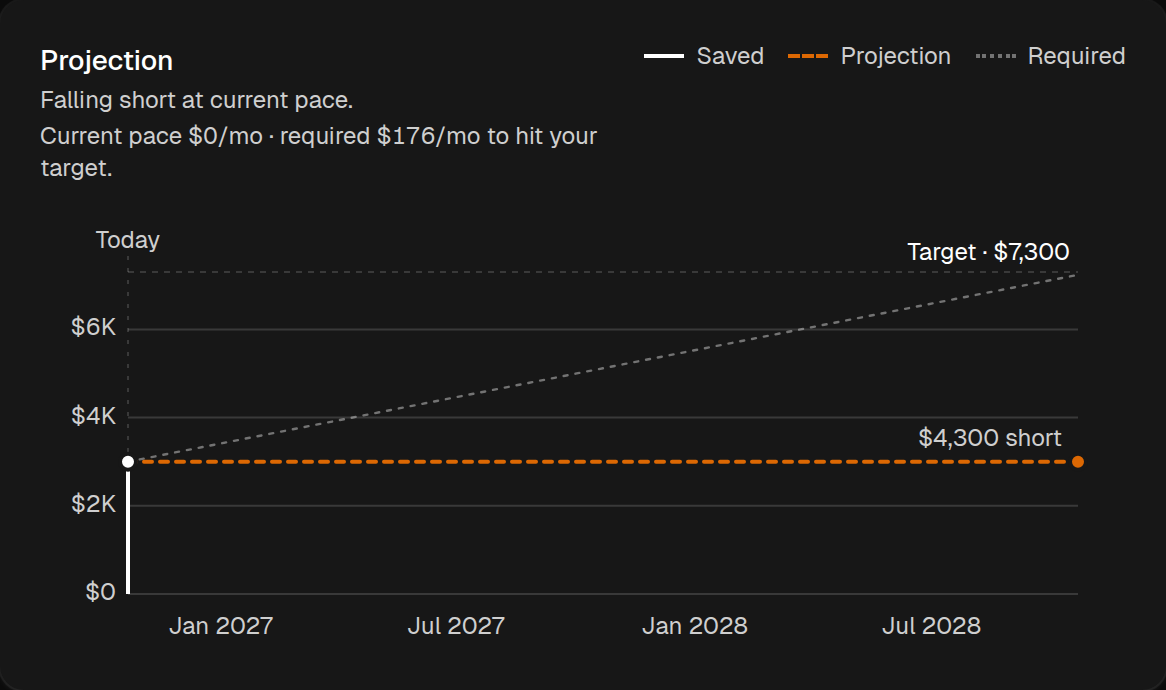 Projection
Saved
Projection
Required
Falling short at current pace.
Current pace $0/mo · required $176/mo to hit your
target.
Today
Target · $7,300
$6K
$4K
$4,300 short
$2K
$0
Jan 2027
Jul 2027
Jan 2028
Jul 2028